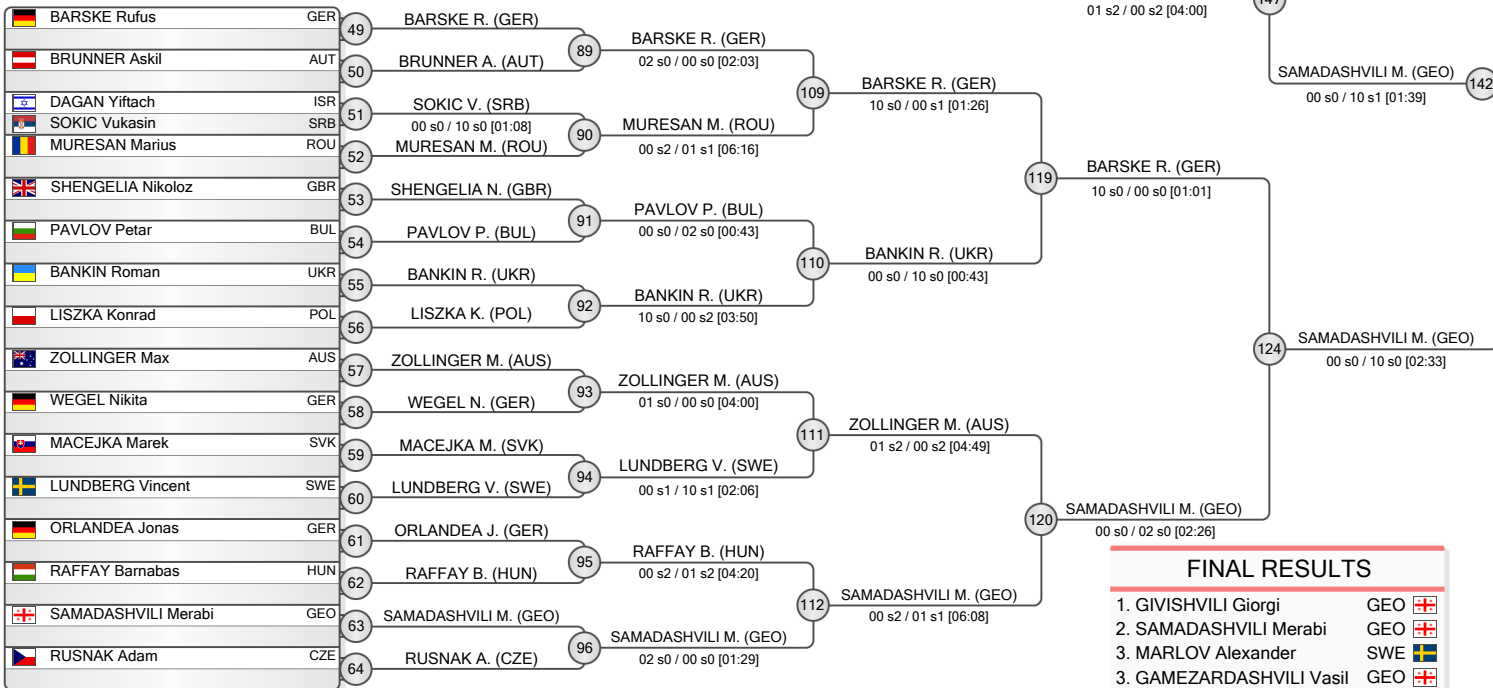 BARSKE Rufus GER
BRUNNER Askil AUT
DAGAN Yiftach ISR
SOKIC Vukasin SRB
MURESAN Marius ROU
SHENGELIA Nikoloz GBR
PAVLOV Petar BUL
BANKIN Roman UKR
LISZKA Konrad POL
ZOLLINGER Max AUS
WEGEL Nikita GER
MACEJKA Marek SVK
LUNDBERG Vincent SWE
ORLANDEA Jonas GER
RAFFAY Barnabas HUN
SAMADASHVILI Merabi GEO
RUSNAK Adam CZE
49
50
51
52
53
54
55
56
57
58
59
60
61
62
63
64
BARSKE R. (GER)
BRUNNER A. (AUT)
SOKIC V. (SRB)
00 s0 / 10 s0 [01:08]
MURESAN M. (ROU)
SHENGELIA N. (GBR)
PAVLOV P. (BUL)
BANKIN R. (UKR)
LISZKA K. (POL)
ZOLLINGER M. (AUS)
WEGEL N. (GER)
MACEJKA M. (SVK)
LUNDBERG V. (SWE)
ORLANDEA J. (GER)
RAFFAY B. (HUN)
SAMADASHVILI M. (GEO)
RUSNAK A. (CZE)
89
90
91
92
93
94
95
96
BARSKE R. (GER)
02 s0 / 00 s0 [02:03]
MURESAN M. (ROU)
00 s2 / 01 s1 [06:16]
PAVLOV P. (BUL)
00 s0 / 02 s0 [00:43]
BANKIN R. (UKR)
10 s0 / 00 s2 [03:50]
ZOLLINGER M. (AUS)
01 s0 / 00 s0 [04:00]
LUNDBERG V. (SWE)
00 s1 / 10 s1 [02:06]
RAFFAY B. (HUN)
00 s2 / 01 s2 [04:20]
SAMADASHVILI M. (GEO)
02 s0 / 00 s0 [01:29]
109
110
111
112
BARSKE R. (GER)
10 s0 / 00 s1 [01:26]
BANKIN R. (UKR)
00 s0 / 10 s0 [00:43]
ZOLLINGER M. (AUS)
01 s2 / 00 s2 [04:49]
SAMADASHVILI M. (GEO)
00 s2 / 01 s1 [06:08]
119
120
01 s2 / 00 s2 [04:00]
BARSKE R. (GER)
10 s0 / 00 s0 [01:01]
SAMADASHVILI M. (GEO)
00 s0 / 02 s0 [02:26]
124
SAMADASHVILI M. (GEO)
00 s0 / 10 s1 [01:39]
142
SAMADASHVILI M. (GEO)
00 s0 / 10 s0 [02:33]
FINAL RESULTS
1. GIVISHVILI Giorgi GEO
2. SAMADASHVILI Merabi GEO
3. MARLOV Alexander SWE
3. GAMEZARDASHVILI Vasil GEO